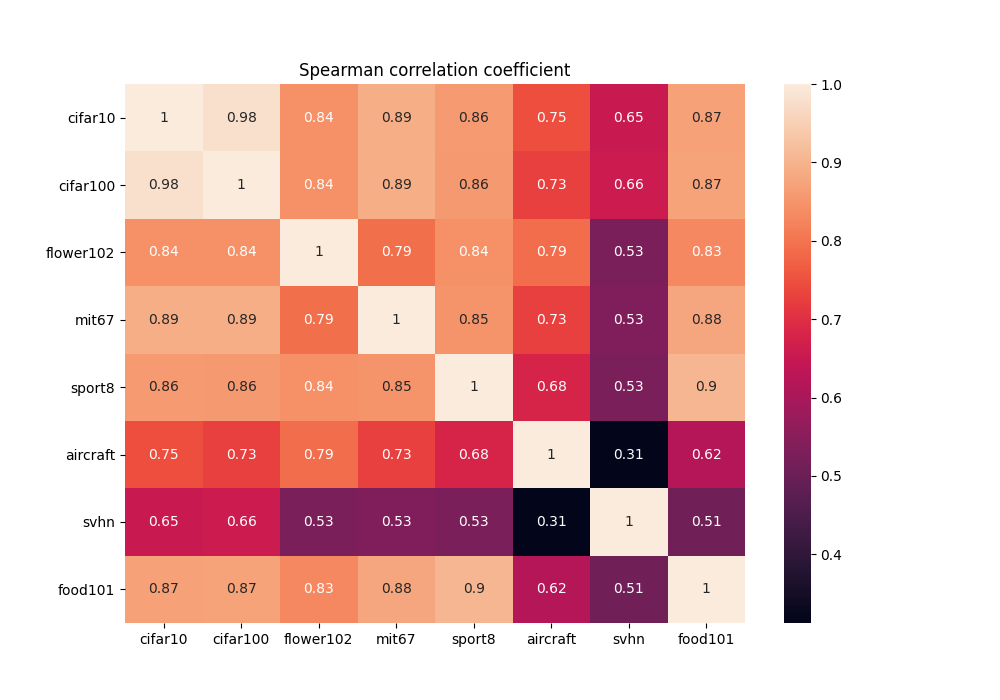 Spearman correlation coefficient
cifar10 1 0.98 0.84 0.89 0.86 0.75 0.65 0.87
cifar100 0.98 1 0.84 0.89 0.86 0.73 0.66 0.87
flower102 0.84 0.84 1 0.79 0.84 0.79 0.53 0.83
mit67 0.89 0.89 0.79 1 0.85 0.73 0.53 0.88
sport8 0.86 0.86 0.84 0.85 1 0.68 0.53 0.9
aircraft 0.75 0.73 0.79 0.73 0.68 1 0.31 0.62
svhn 0.65 0.66 0.53 0.53 0.53 0.31 1 0.51
food101 0.87 0.87 0.83 0.88 0.9 0.62 0.51 1
cifar10 cifar100 flower102 mit67 sport8 aircraft svhn food101
1.0
0.9
0.8
0.7
0.6
0.5
0.4